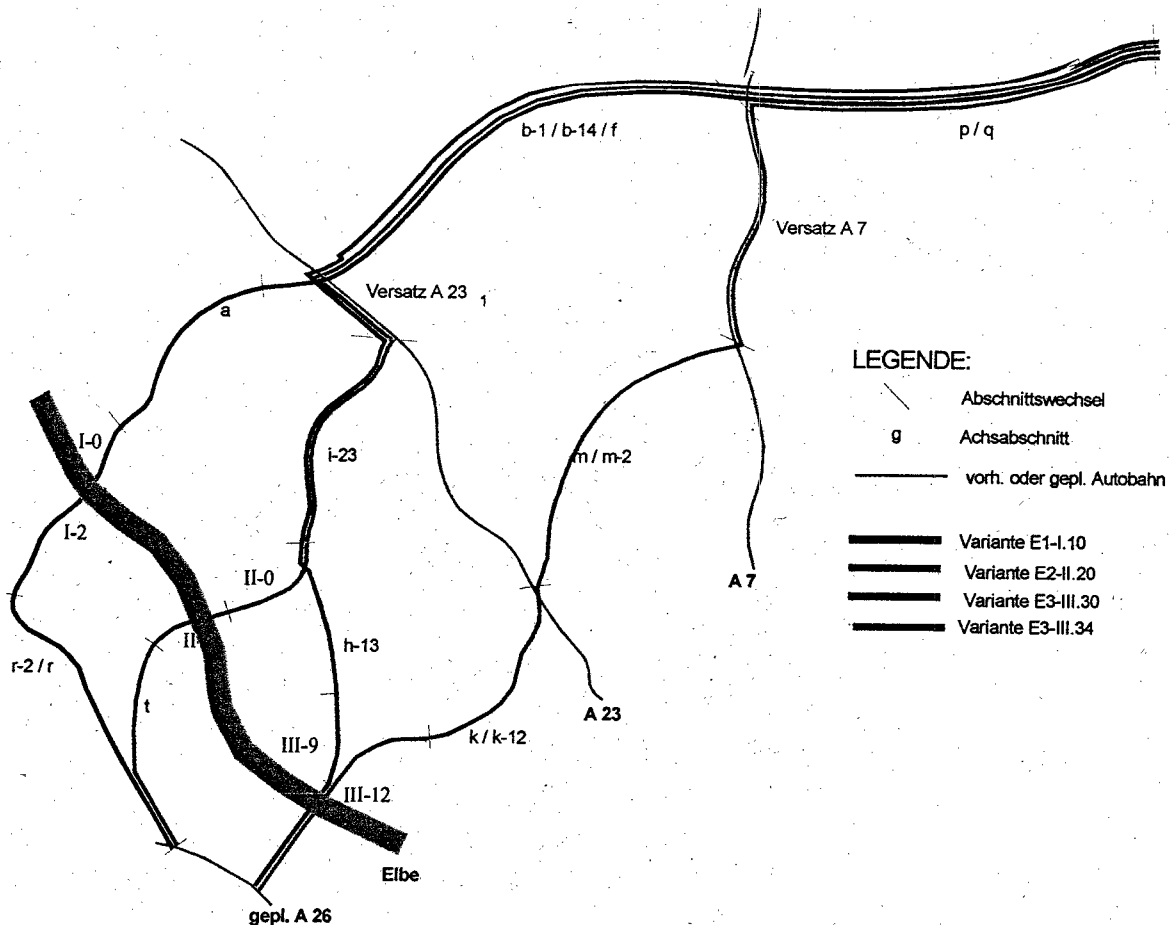 b-1 / b-14 / f
p / q
Versatz A 7
Versatz A 23
1
a
LEGENDE:
Abschnittswechsel
g Achsabschnitt
vorh. oder gepl. Autobahn
I-0
i-23
m / m-2
I-2
Variante E1-I.10
Variante E2-II.20
Variante E3-III.30
Variante E3-III.34
II-0
A 7
II
r-2 / r
h-13
t
A 23
k / k-12
III-9
III-12
Elbe
gepl. A 26